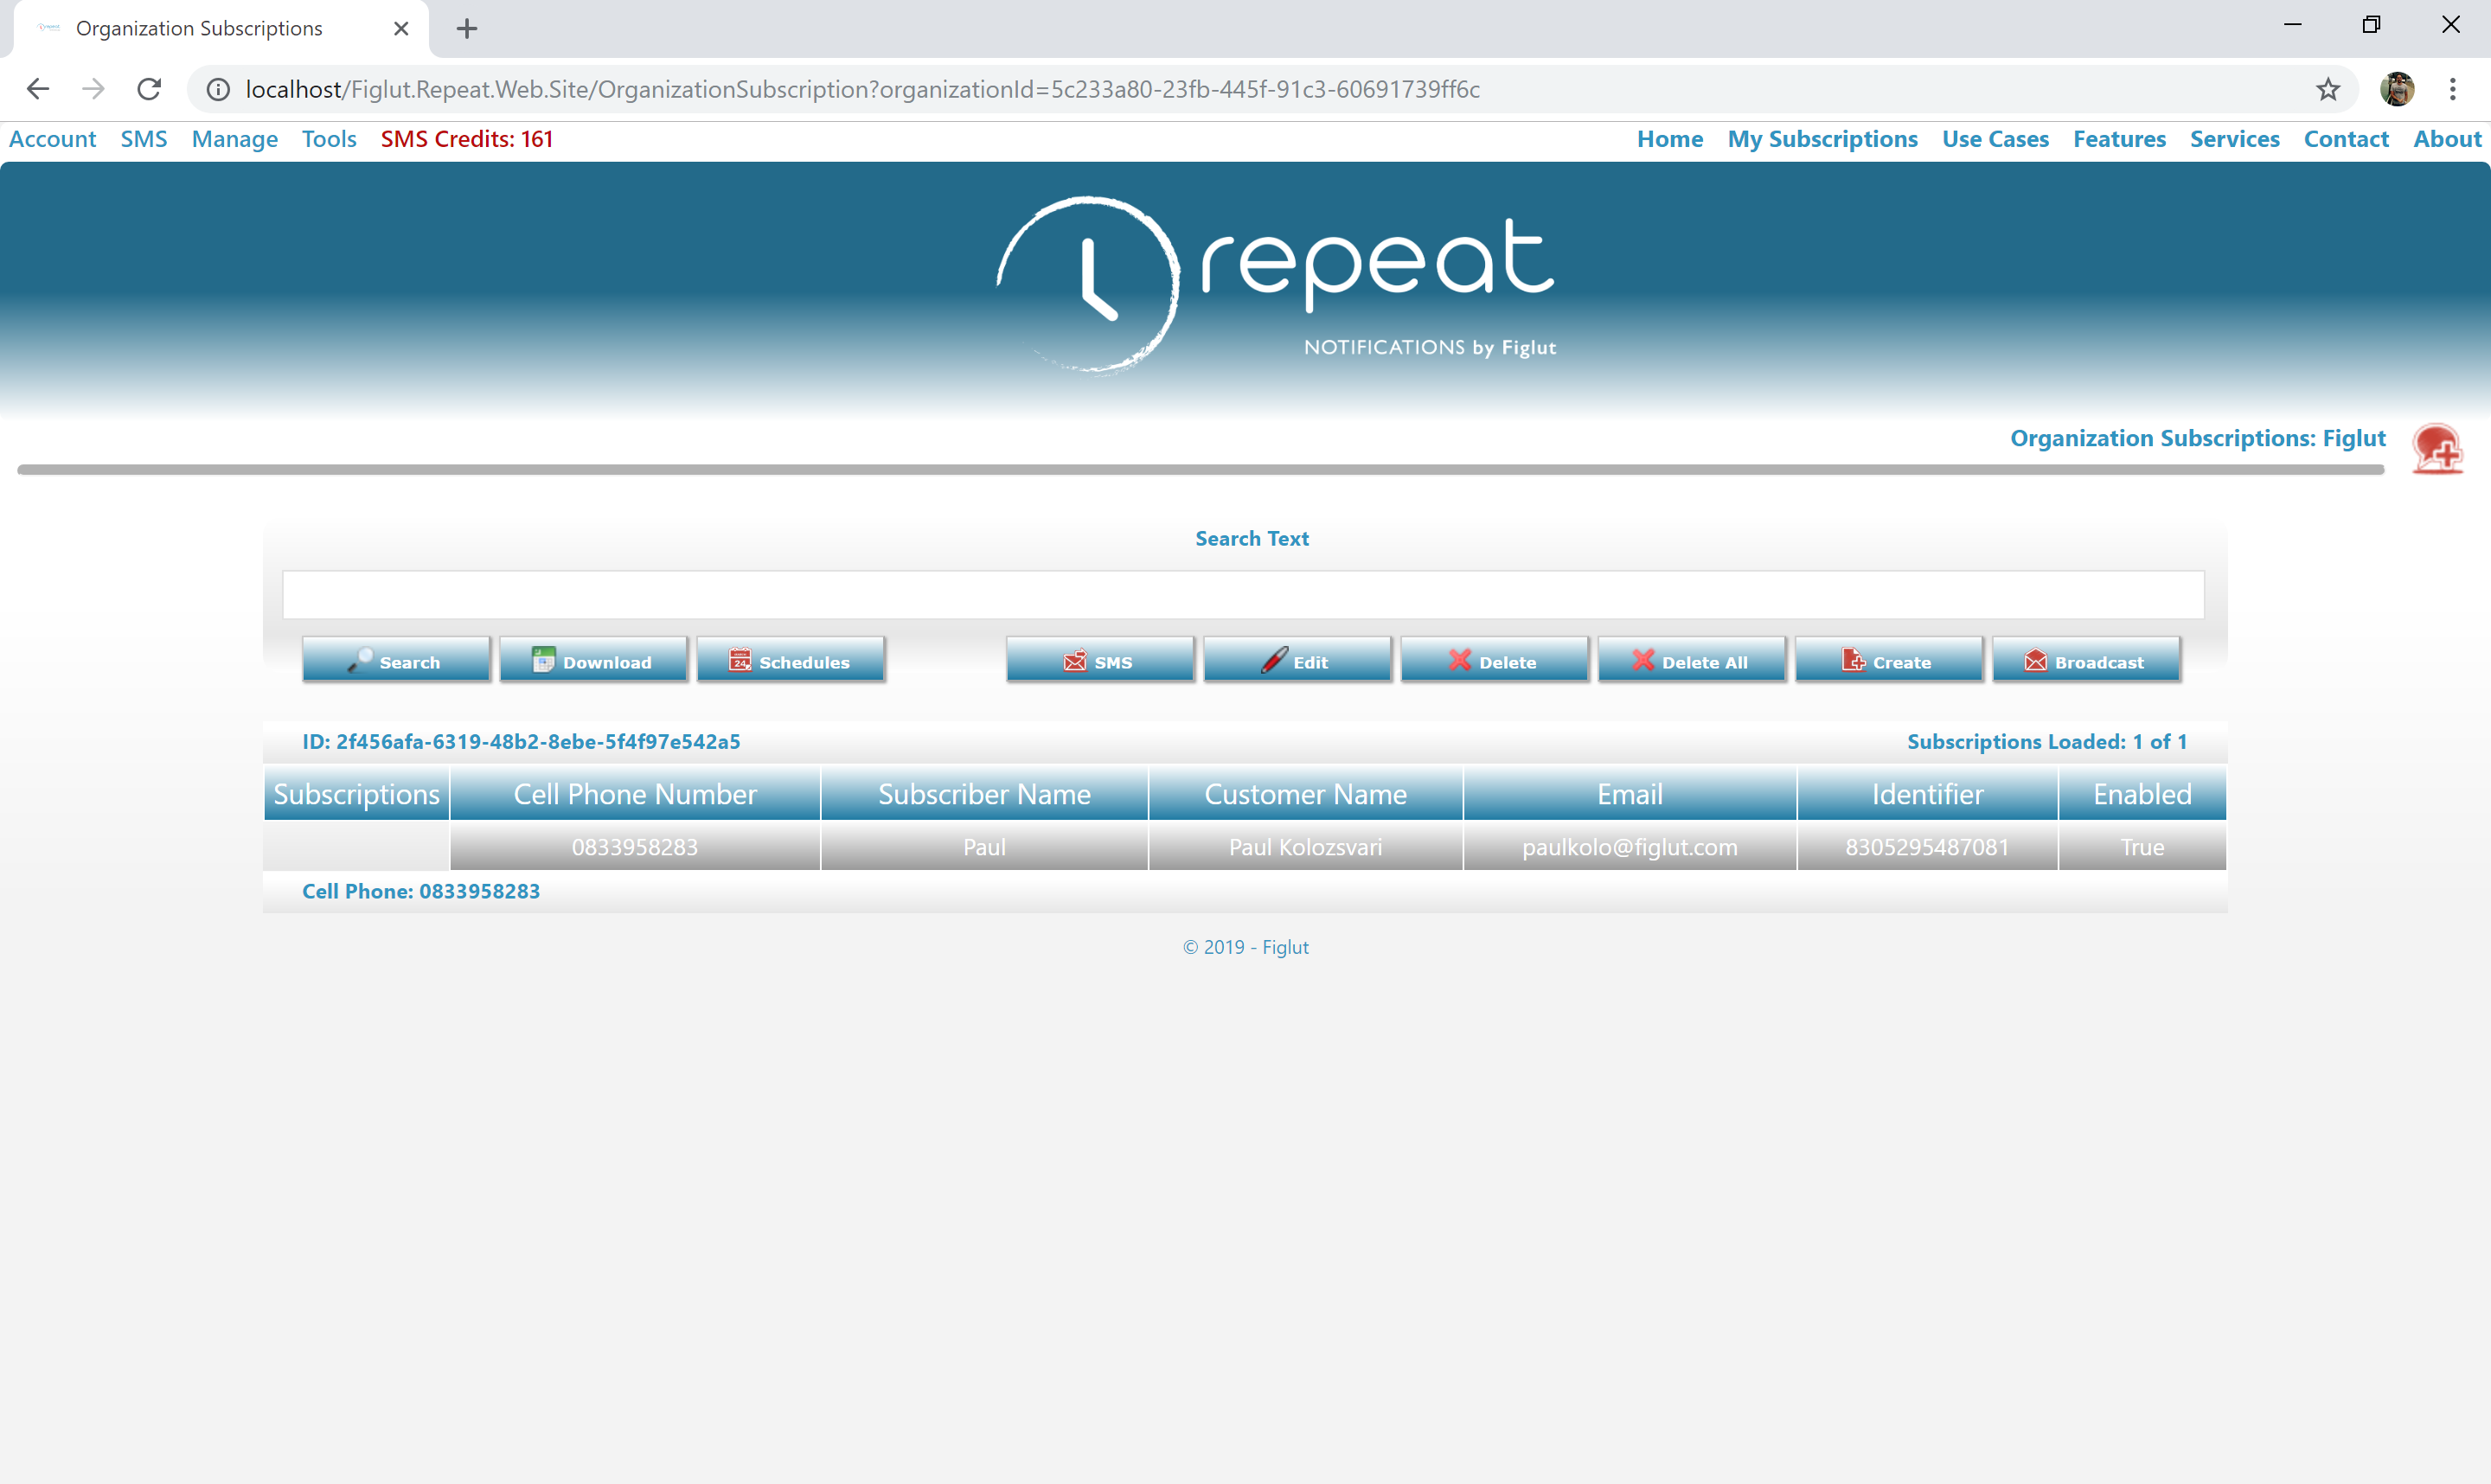 Organization Subscriptions
localhost/Figlut.Repeat.Web.Site/OrganizationSubscription?organizationId=5c233a80-23fb-445f-91c3-60691739ff6c
Account SMS Manage Tools SMS Credits: 161 Home My Subscriptions Use Cases Features Services Contact About
repeat
NOTIFICATIONS by Figlut
Organization Subscriptions: Figlut
Search Text
Search Download Schedules SMS Edit Delete Delete All Create Broadcast
ID: 2f456afa-6319-48b2-8ebe-5f4f97e542a5 Subscriptions Loaded: 1 of 1
Subscriptions Cell Phone Number Subscriber Name Customer Name Email Identifier Enabled
0833958283 Paul Paul Kolozsvari paulkolo@figlut.com 8305295487081 True
Cell Phone: 0833958283
© 2019 - Figlut